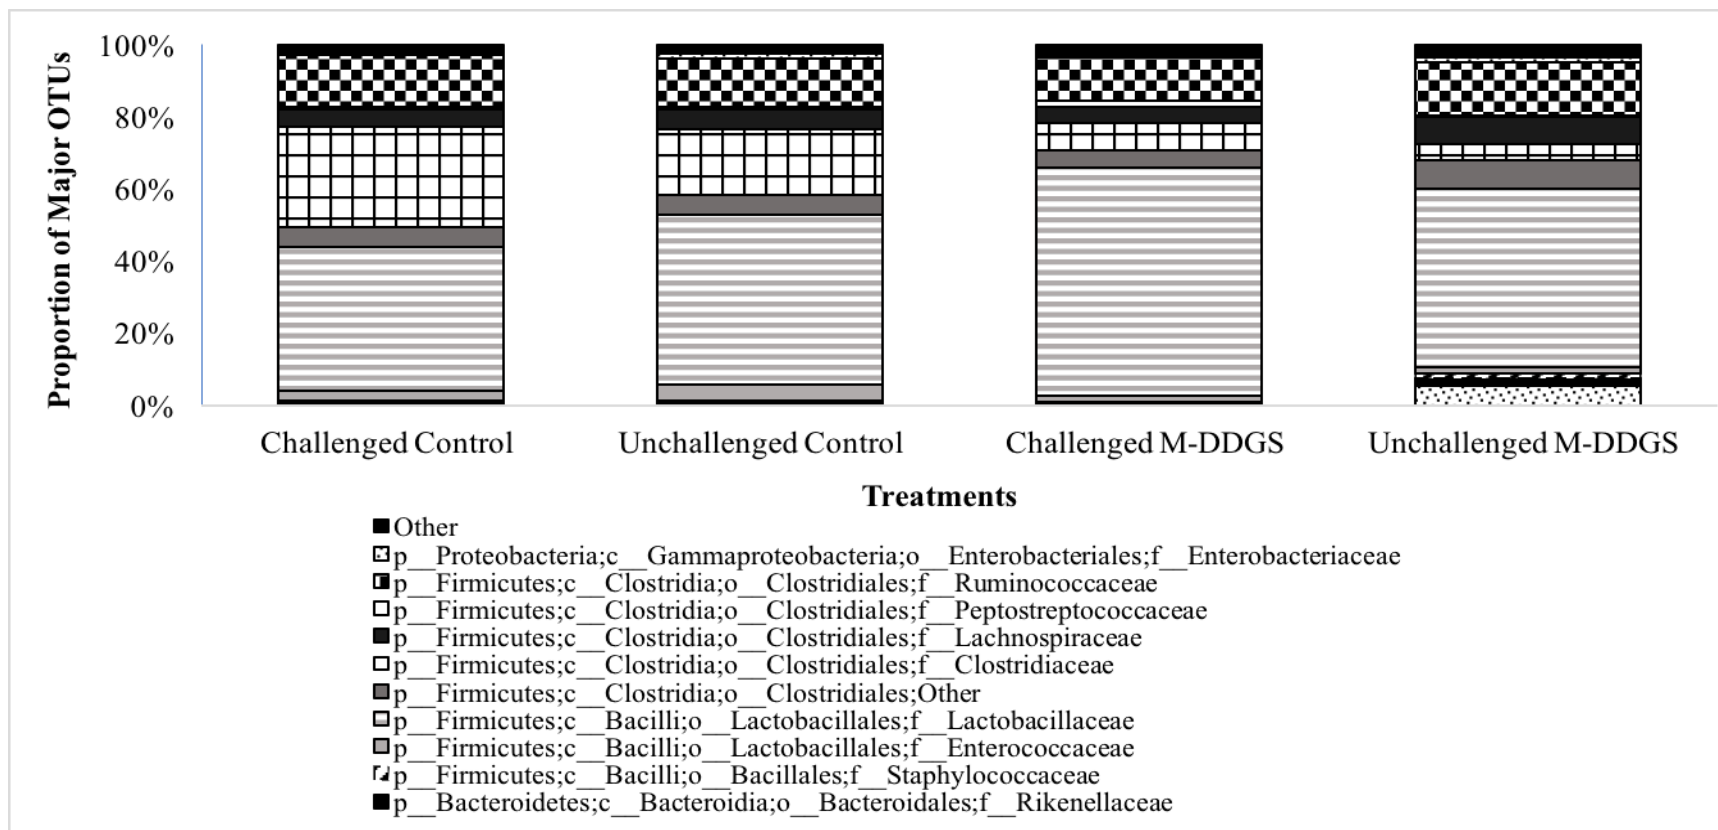 Proportion of Major OTUs
100%
80%
60%
40%
20%
0%
Challenged Control
Unchallenged Control
Challenged M-DDGS
Unchallenged M-DDGS
Treatments
Other
p__Proteobacteria;c__Gammaproteobacteria;o__Enterobacteriales;f__Enterobacteriaceae
p__Firmicutes;c__Clostridia;o__Clostridiales;f__Ruminococcaceae
p__Firmicutes;c__Clostridia;o__Clostridiales;f__Peptostreptococcaceae
p__Firmicutes;c__Clostridia;o__Clostridiales;f__Lachnospiraceae
p__Firmicutes;c__Clostridia;o__Clostridiales;f__Clostridiaceae
p__Firmicutes;c__Clostridia;o__Clostridiales;Other
p__Firmicutes;c__Bacilli;o__Lactobacillales;f__Lactobacillaceae
p__Firmicutes;c__Bacilli;o__Lactobacillales;f__Enterococcaceae
p__Firmicutes;c__Bacilli;o__Bacillales;f__Staphylococcaceae
p__Bacteroidetes;c__Bacteroidia;o__Bacteroidales;f__Rikenellaceae